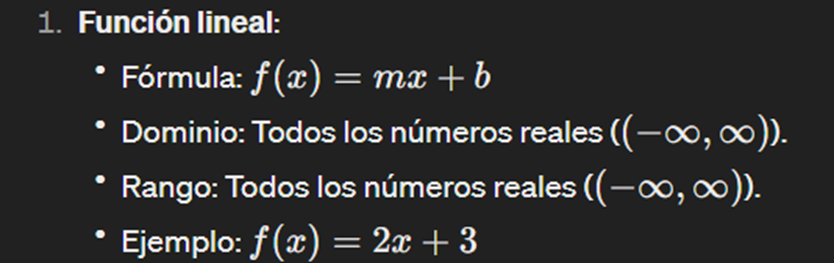 1. Función lineal:
• Fórmula: f(x) = mx + b
• Dominio: Todos los números reales ((−∞, ∞)).
• Rango: Todos los números reales ((−∞, ∞)).
• Ejemplo: f(x) = 2x + 3